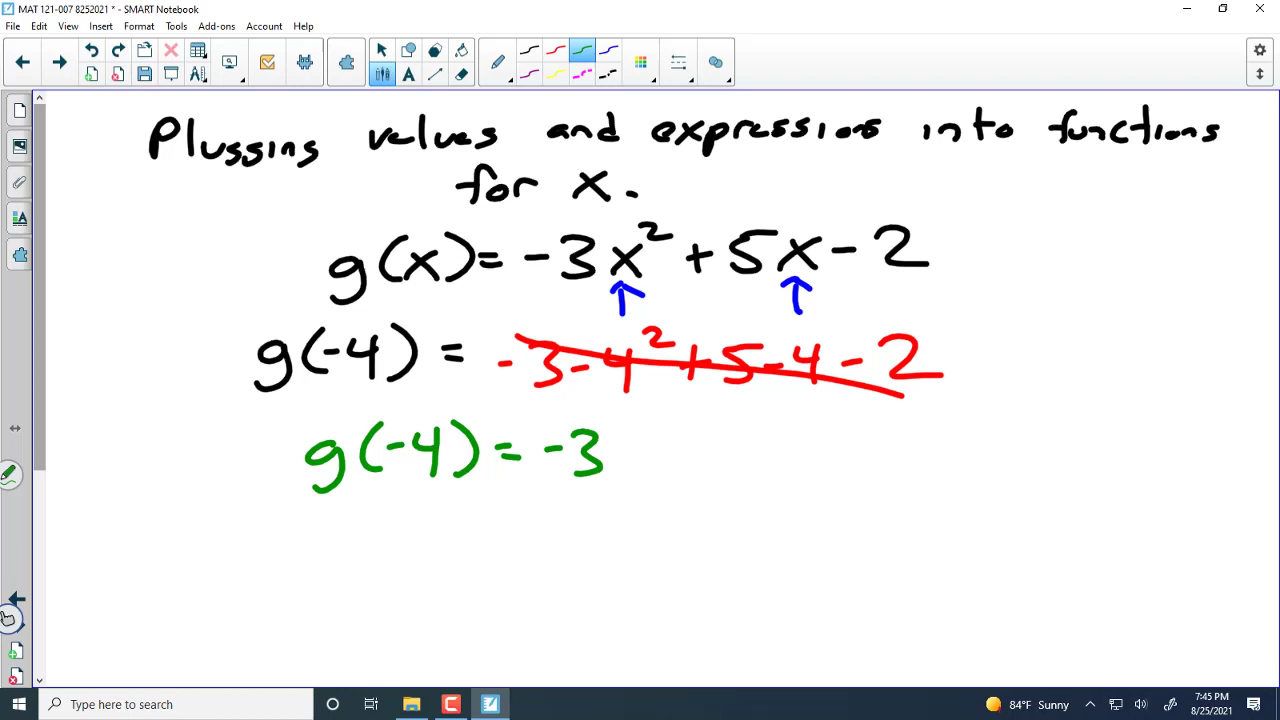 MAT 121-007 8252021 * - SMART Notebook
File Edit View Insert Format Tools Add-ons Account Help
Plugging values and expressions into functions
for x.
g(x) = -3x² + 5x - 2
g(-4) = -3-4² + 5-4 - 2
g(-4) = -3
Type here to search
84°F Sunny
7:45 PM
8/25/2021